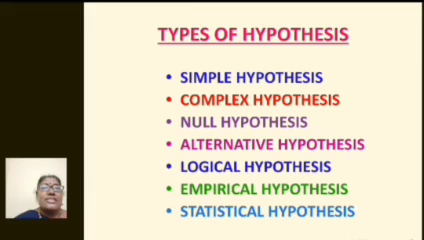 TYPES OF HYPOTHESIS
• SIMPLE HYPOTHESIS
• COMPLEX HYPOTHESIS
• NULL HYPOTHESIS
• ALTERNATIVE HYPOTHESIS
• LOGICAL HYPOTHESIS
• EMPIRICAL HYPOTHESIS
• STATISTICAL HYPOTHESIS